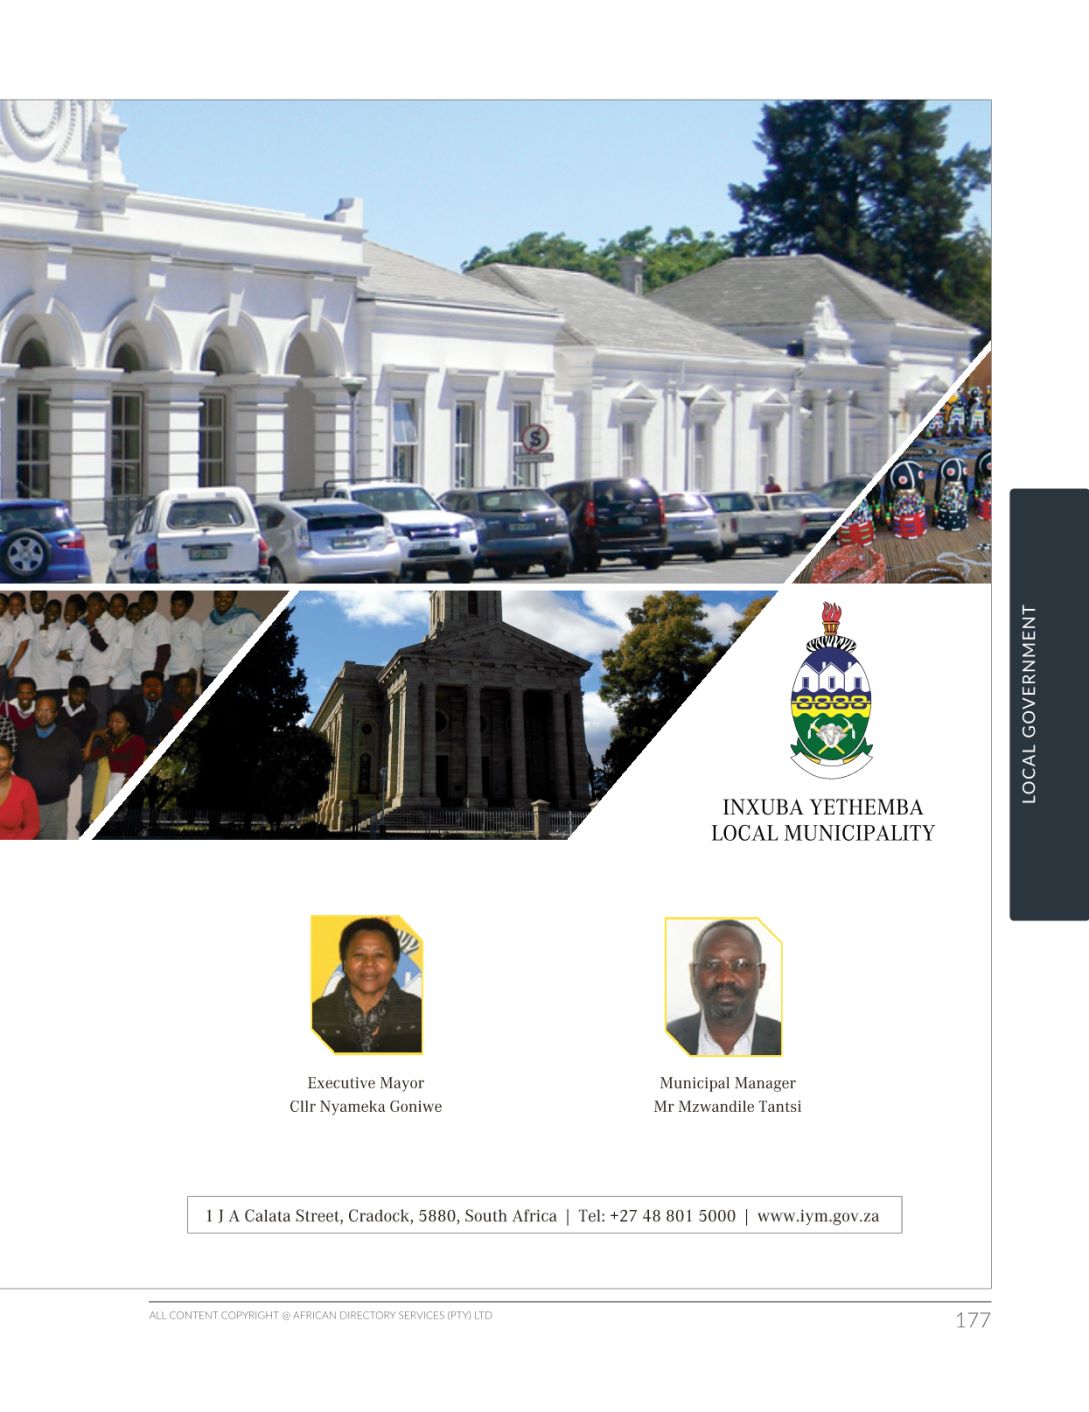 S
LOCAL GOVERNMENT
INXUBA YETHEMBA
LOCAL MUNICIPALITY
Executive Mayor
Cllr Nyameka Goniwe
Municipal Manager
Mr Mzwandile Tantsi
1 J A Calata Street, Cradock, 5880, South Africa | Tel: +27 48 801 5000 | www.iym.gov.za
ALL CONTENT COPYRIGHT @ AFRICAN DIRECTORY SERVICES (PTY) LTD
177